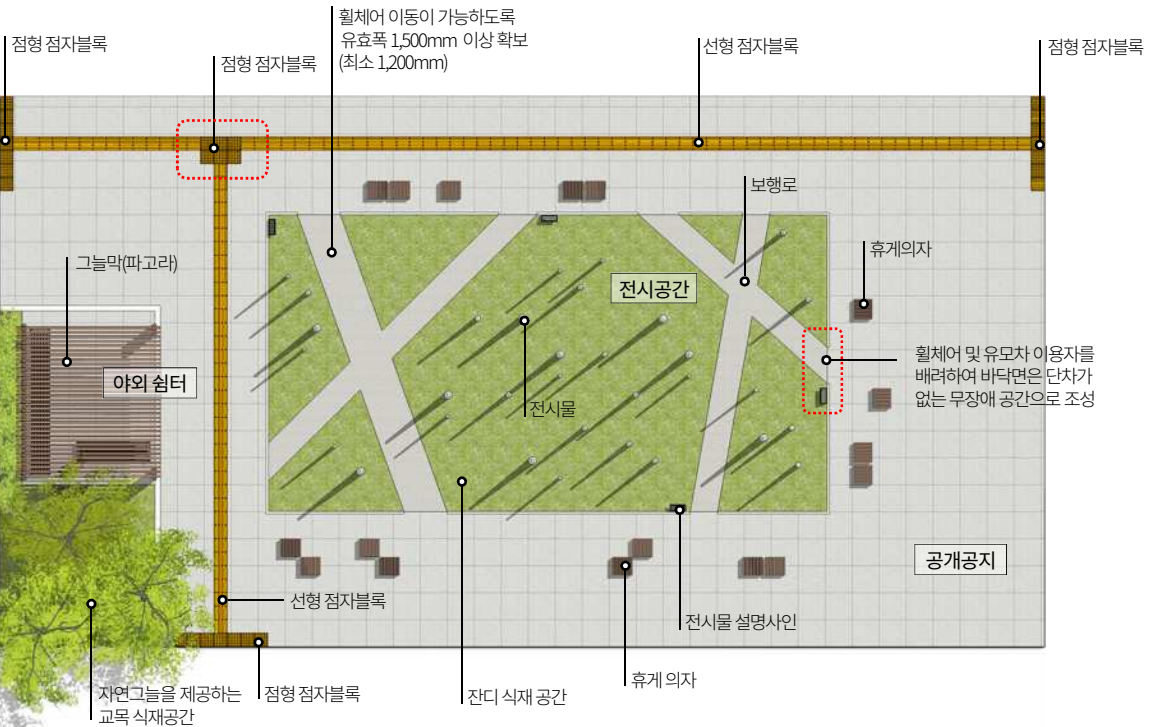 휠체어 이동이 가능하도록
유효폭 1,500mm 이상 확보
(최소 1,200mm)
점형 점자블록
점형 점자블록
선형 점자블록
점형 점자블록
보행로
휴게의자
그늘막(파고라)
전시공간
야외 쉼터
휠체어 및 유모차 이용자를
배려하여 바닥면은 단차가
없는 무장애 공간으로 조성
전시물
공개공지
선형 점자블록
전시물 설명사인
휴게 의자
자연그늘을 제공하는
교목 식재공간
점형 점자블록
잔디 식재 공간